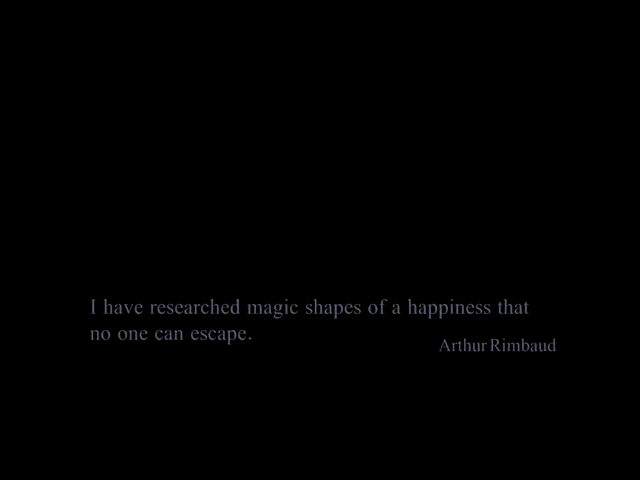 I have researched magic shapes of a happiness that
no one can escape.
Arthur Rimbaud